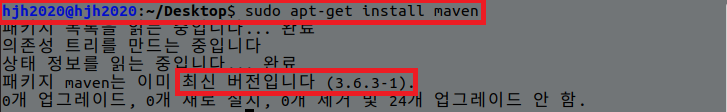 hjh2020@hjh2020:~/Desktop$ sudo apt-get install maven
패키지 목록을 읽는 중입니다... 완료
의존성 트리를 만드는 중입니다
상태 정보를 읽는 중입니다... 완료
패키지 maven는 이미 최신 버전입니다 (3.6.3-1).
0개 업그레이드, 0개 새로 설치, 0개 제거 및 24개 업그레이드 안 함.